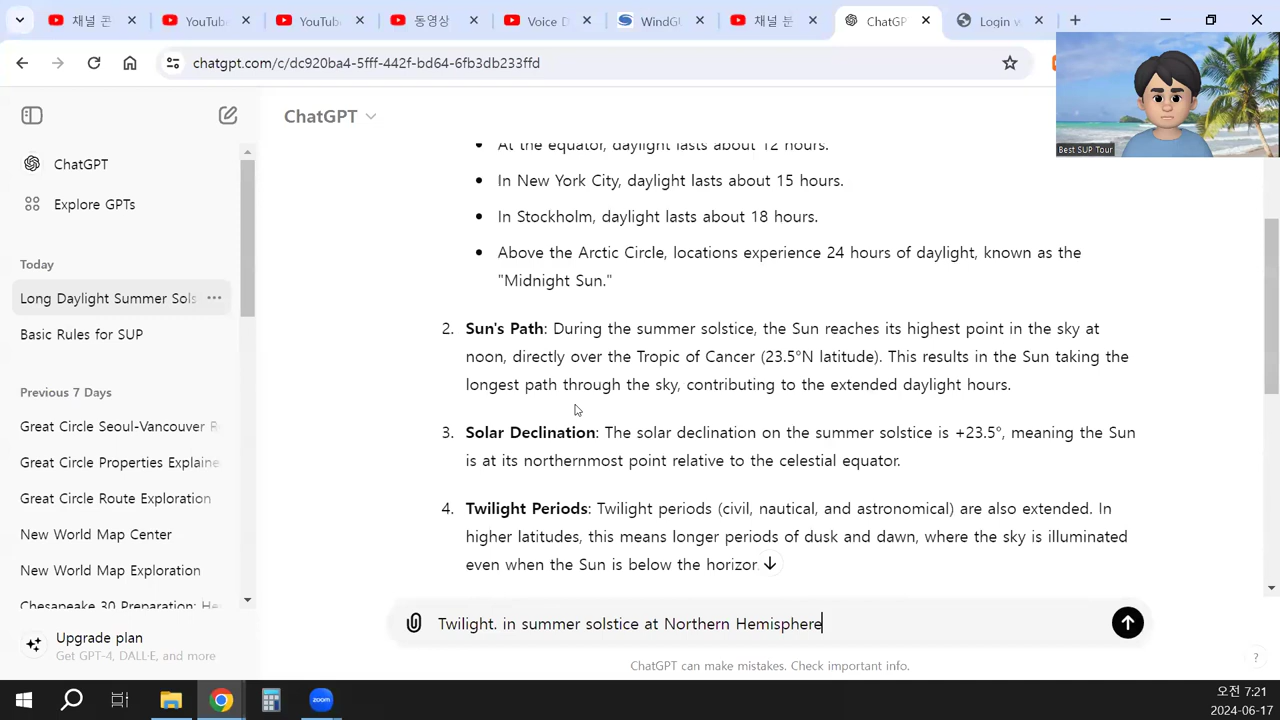 채널 콘
YouTube
YouTube
동영상
Voice D
WindGU
채널 분
ChatGP
Login w
chatgpt.com/c/dc920ba4-5fff-442f-bd64-6fb3db233ffd
Best SUP Tour
ChatGPT
Explore GPTs
Today
Long Daylight Summer Sols
Basic Rules for SUP
Previous 7 Days
Great Circle Seoul-Vancouver R
Great Circle Properties Explaine
Great Circle Route Exploration
New World Map Center
New World Map Exploration
Chesapeake 30 Preparation: He
Upgrade plan
Get GPT-4, DALL·E, and more
ChatGPT
At the equator, daylight lasts about 12 hours.
In New York City, daylight lasts about 15 hours.
In Stockholm, daylight lasts about 18 hours.
Above the Arctic Circle, locations experience 24 hours of daylight, known as the
"Midnight Sun."
2. Sun's Path: During the summer solstice, the Sun reaches its highest point in the sky at
noon, directly over the Tropic of Cancer (23.5°N latitude). This results in the Sun taking the
longest path through the sky, contributing to the extended daylight hours.
3. Solar Declination: The solar declination on the summer solstice is +23.5°, meaning the Sun
is at its northernmost point relative to the celestial equator.
4. Twilight Periods: Twilight periods (civil, nautical, and astronomical) are also extended. In
higher latitudes, this means longer periods of dusk and dawn, where the sky is illuminated
even when the Sun is below the horizon.
Twilight. in summer solstice at Northern Hemisphere
ChatGPT can make mistakes. Check important info.
?
zoom
오전 7:21
2024-06-17